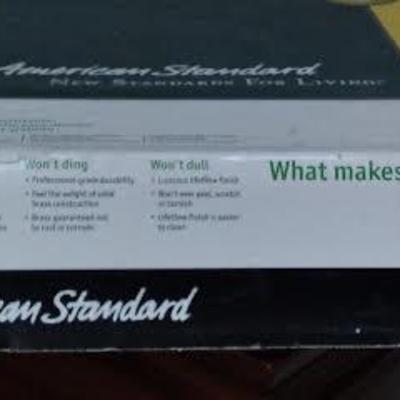 American Standard
NEW STANDARDS FOR LIVING
Won't ding
• Professional-grade durability
• Feel the weight of solid
brass construction
• Brass guaranteed not
to rust or corrode
Won't dull
• Luxurious lifetime finish
• Won't ever peel, scratch
or tarnish
• Lifetime finish is easier
to clean
What makes
can Standard